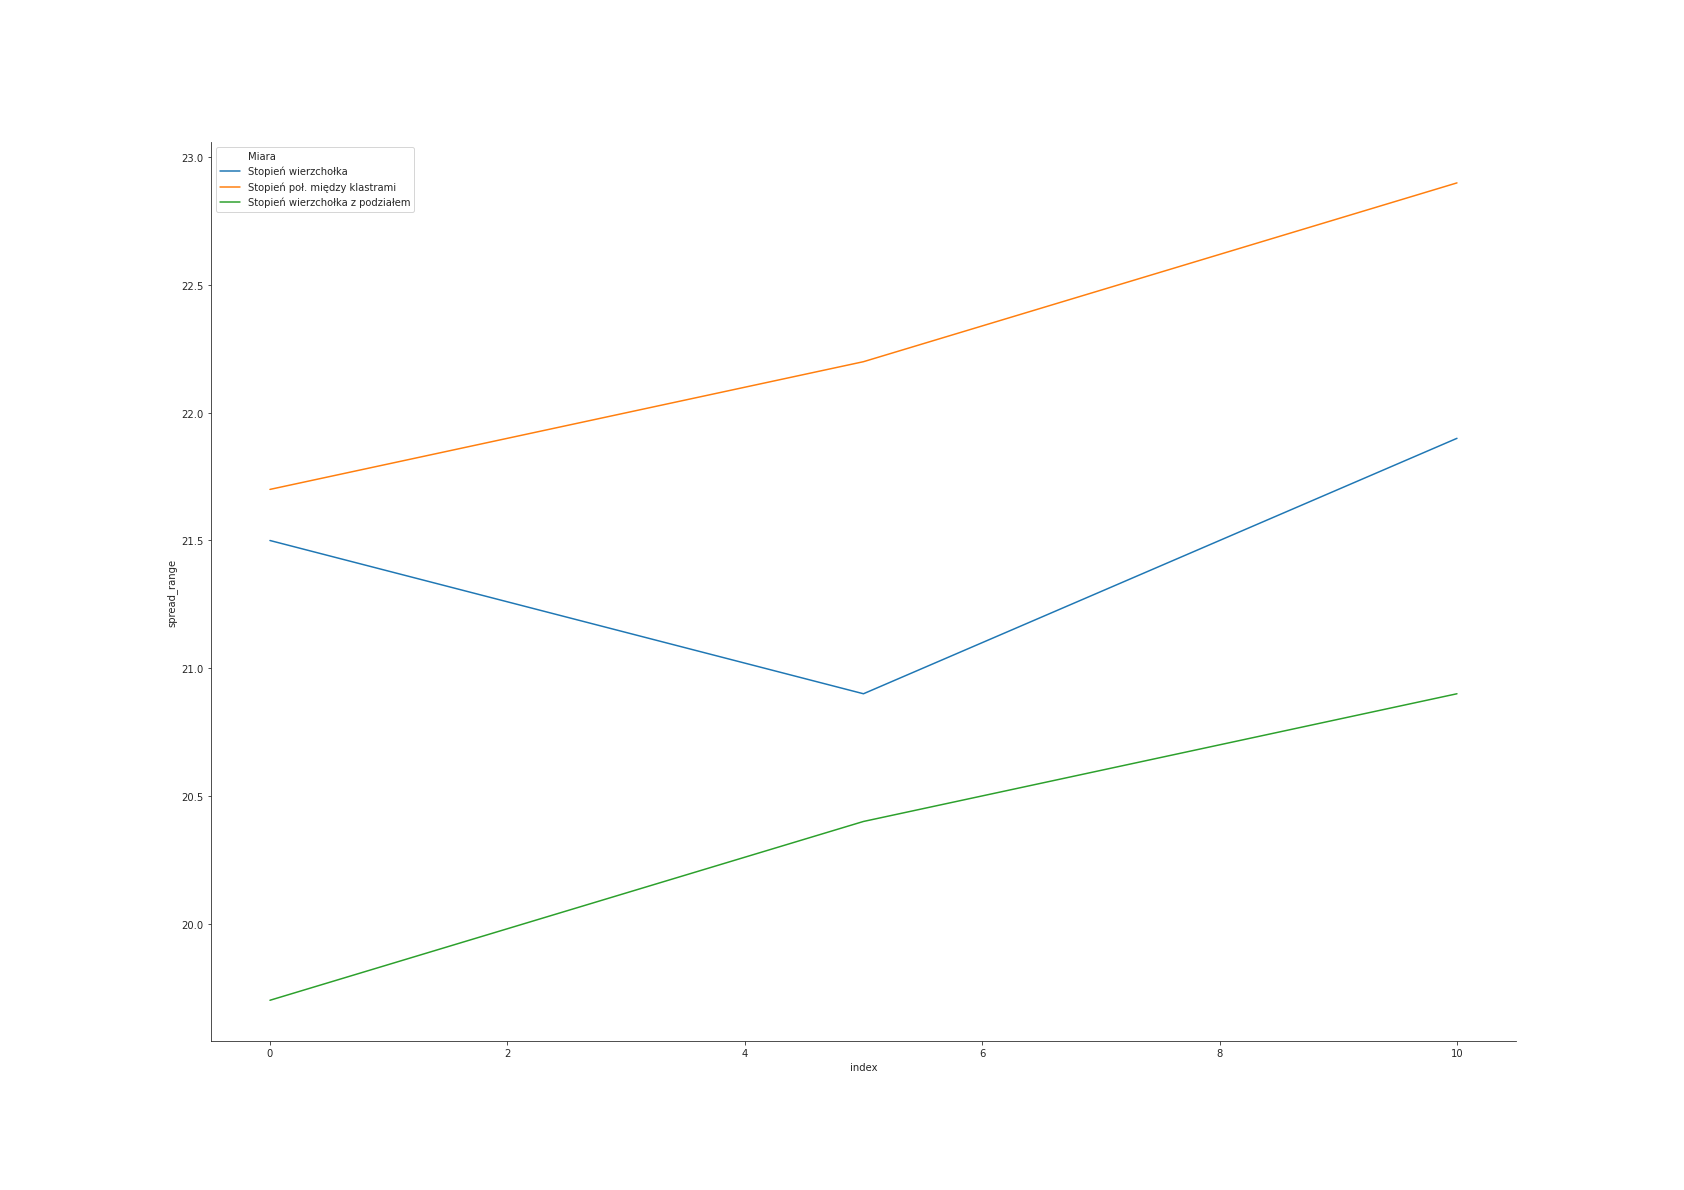 Miara
Stopień wierzchołka
Stopień poł. między klastrami
Stopień wierzchołka z podziałem
23.0
22.5
22.0
21.5
21.0
20.5
20.0
spread_range
0 2 4 6 8 10
index